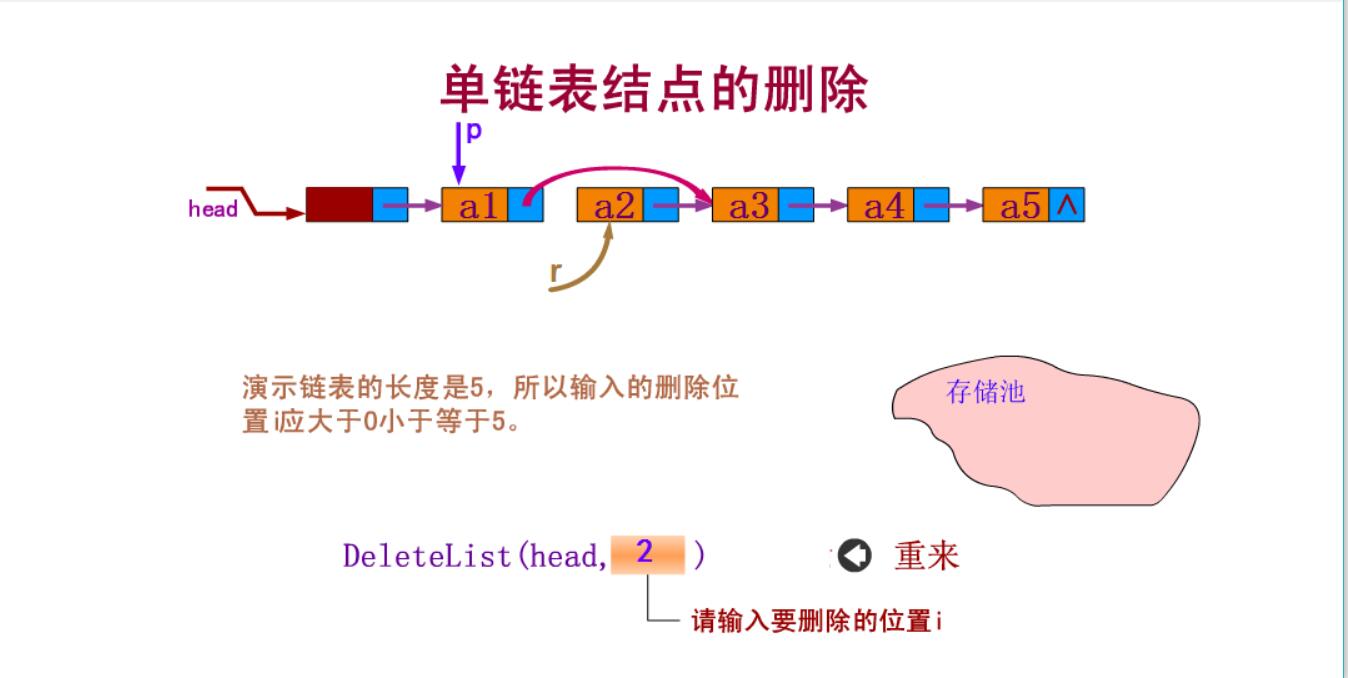 单链表结点的删除
p
head
a1
a2
a3
a4
a5
∧
r
演示链表的长度是5，所以输入的删除位
置i应大于0小于等于5。
存储池
DeleteList(head, 2 )
重来
请输入要删除的位置i